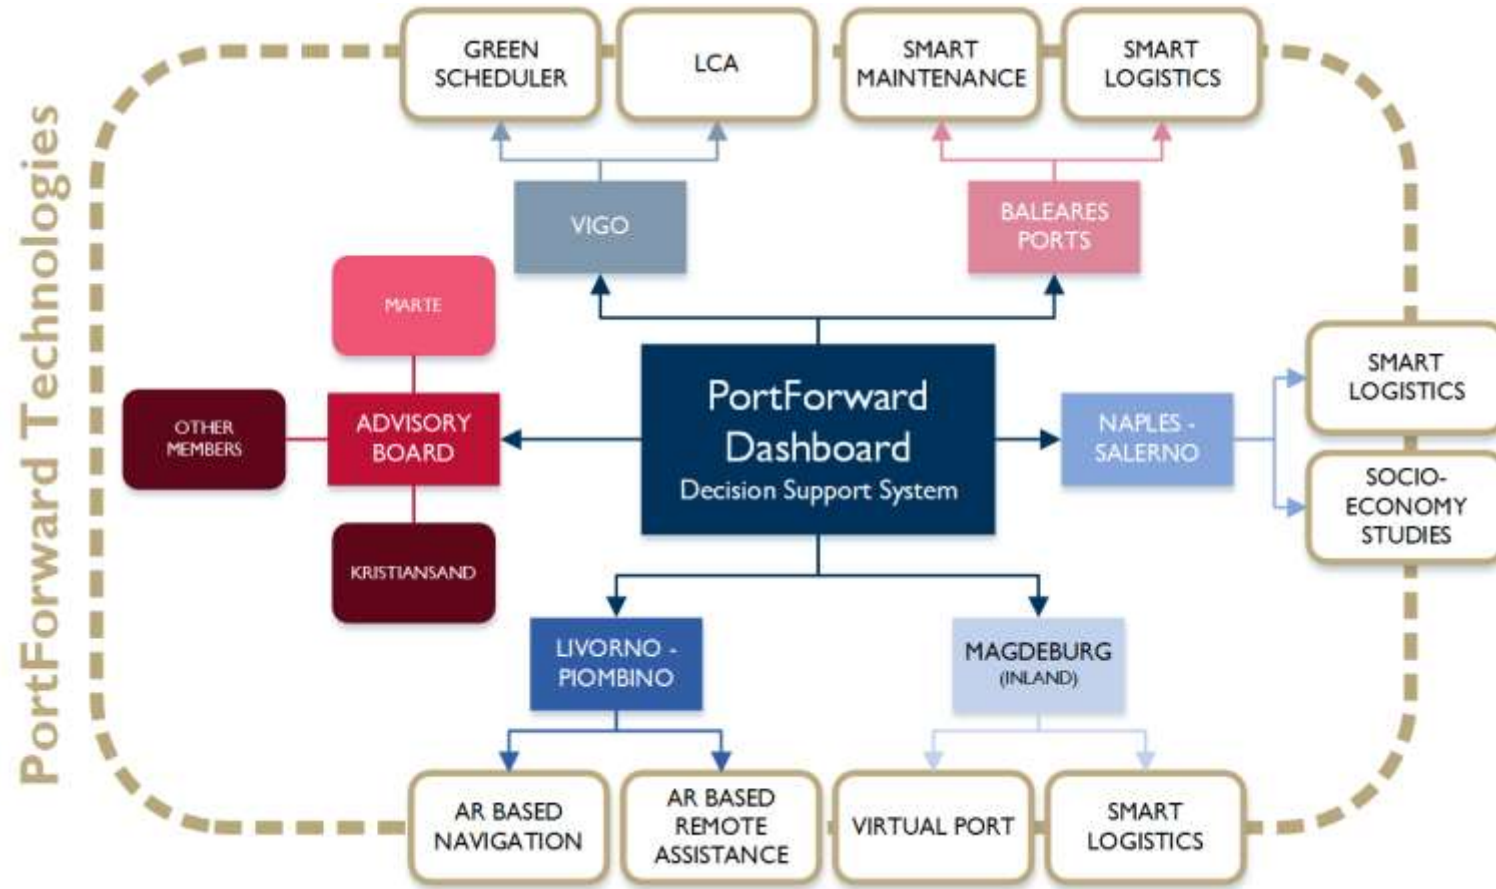 PortForward Technologies
GREEN
SCHEDULER
LCA
SMART
MAINTENANCE
SMART
LOGISTICS
VIGO
BALEARES
PORTS
MARTE
OTHER
MEMBERS
ADVISORY
BOARD
KRISTIANSAND
PortForward
Dashboard
Decision Support System
NAPLES -
SALERNO
SMART
LOGISTICS
SOCIO-
ECONOMY
STUDIES
LIVORNO -
PIOMBINO
MAGDEBURG
(INLAND)
AR BASED
NAVIGATION
AR BASED
REMOTE
ASSISTANCE
VIRTUAL PORT
SMART
LOGISTICS